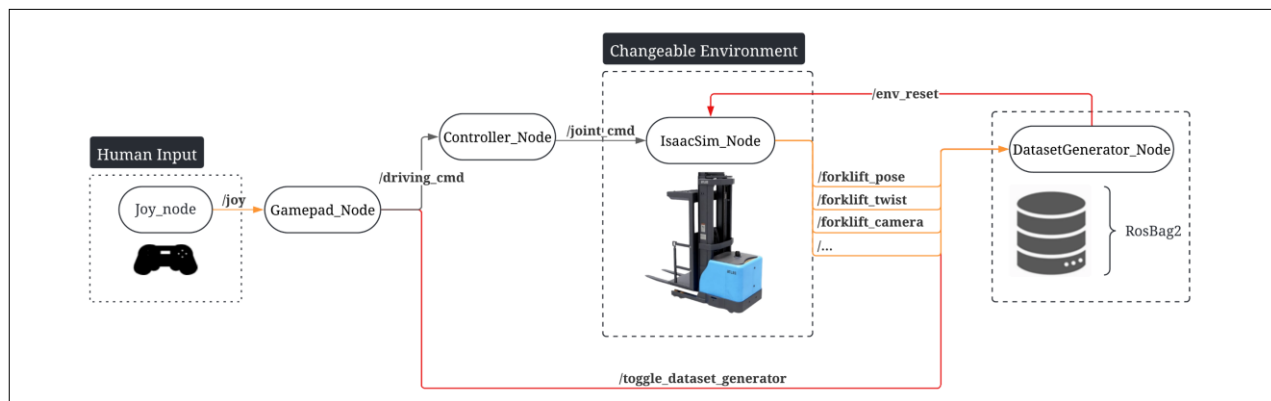 Changeable Environment
/env_reset
Controller_Node
/joint_cmd
IsaacSim_Node
DatasetGenerator_Node
Human Input
/driving_cmd
/forklift_pose
/forklift_twist
/forklift_camera
/...
Joy_node
/joy
Gamepad_Node
RosBag2
/toggle_dataset_generator